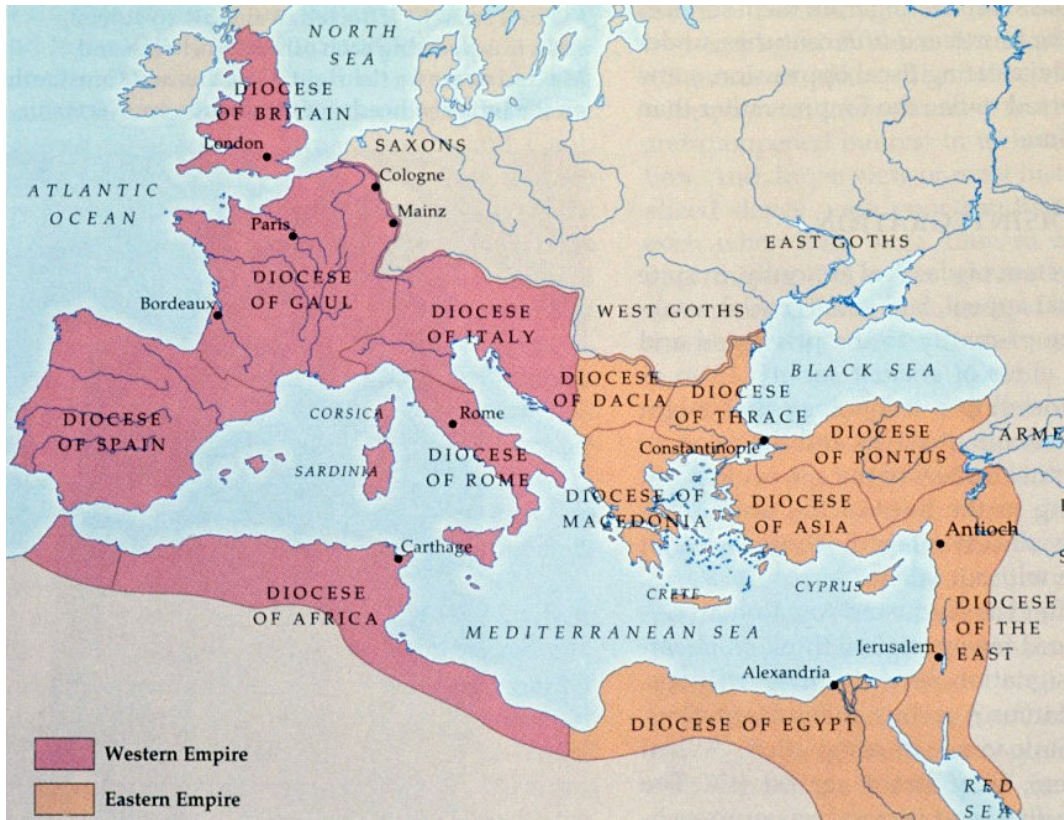 NORTH
SEA
DIOCESE
OF BRITAIN
London
SAXONS
Cologne
ATLANTIC
OCEAN
Mainz
Paris
EAST GOTHS
DIOCESE
OF GAUL
Bordeaux
DIOCESE
OF ITALY
WEST GOTHS
BLACK SEA
DIOCESE
OF DACIA
DIOCESE
OF THRACE
CORSICA
Rome
DIOCESE
OF SPAIN
Constantinople
DIOCESE
OF PONTUS
ARME
SARDINIA
DIOCESE
OF ROME
DIOCESE OF
MACEDONIA
DIOCESE
OF ASIA
Antioch
Carthage
CRETE
CYPRUS
DIOCESE
OF AFRICA
DIOCESE
OF THE
EAST
MEDITERRANEAN SEA
Jerusalem
Alexandria
DIOCESE OF EGYPT
Western Empire
Eastern Empire
RED
SEA